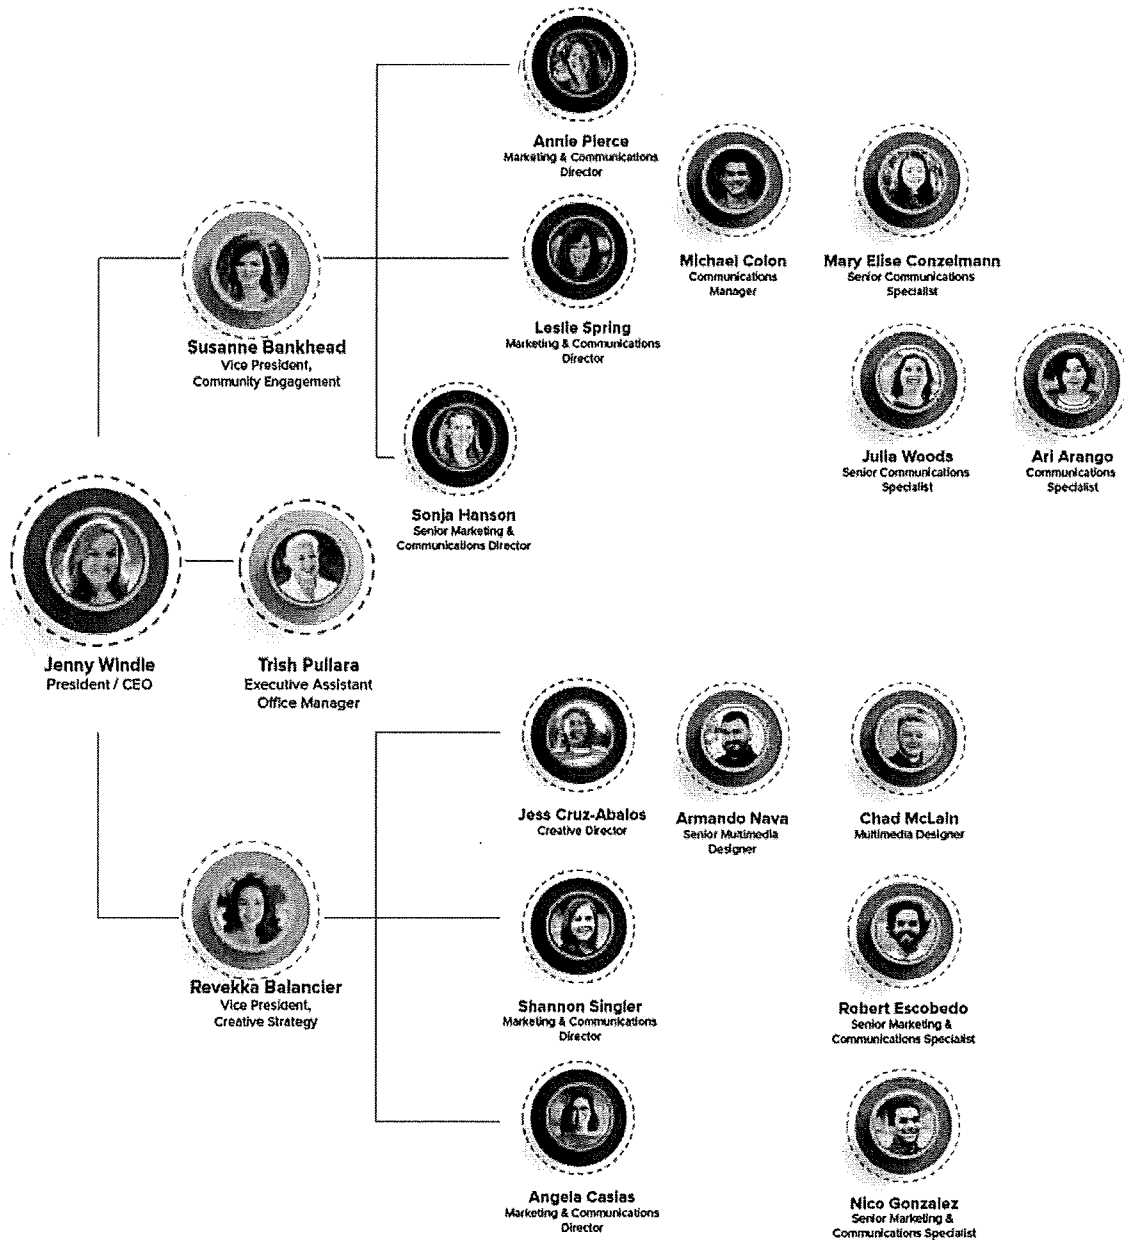 Annie Pierce
Marketing & Communications
Director
Michael Colon
Communications
Manager
Mary Elise Conzelmann
Senior Communications
Specialist
Leslie Spring
Marketing & Communications
Director
Susanne Bankhead
Vice President,
Community Engagement
Julia Woods
Senior Communications
Specialist
Ari Arango
Communications
Specialist
Sonja Hanson
Senior Marketing &
Communications Director
Jenny Windle
President / CEO
Trish Pullara
Executive Assistant
Office Manager
Jess Cruz-Abalos
Creative Director
Armando Nava
Senior Multimedia
Designer
Chad McLain
Multimedia Designer
Revekka Balancier
Vice President,
Creative Strategy
Shannon Singler
Marketing & Communications
Director
Robert Escobedo
Senior Marketing &
Communications Specialist
Angela Casias
Marketing & Communications
Director
Nico Gonzalez
Senior Marketing &
Communications Specialist